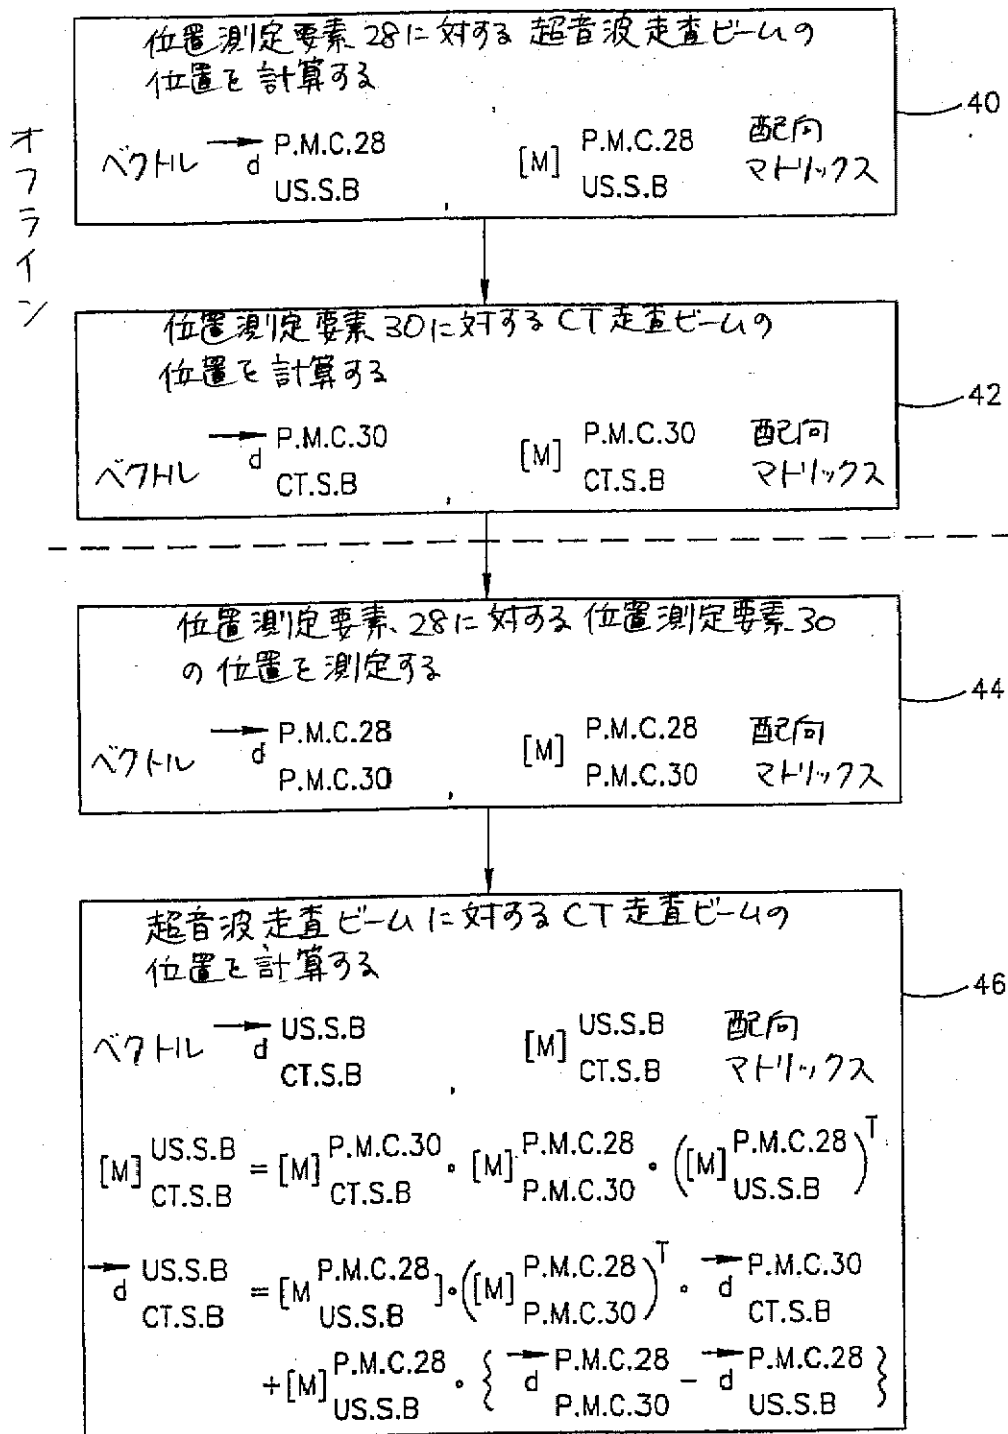 オフライン
位置測定要素28に対する超音波走査ビームの
位置を計算する
40
ベクトル d P.M.C.28 US.S.B , [M] P.M.C.28 US.S.B 配向マトリックス
位置測定要素30に対するCT走査ビームの
位置を計算する
42
ベクトル d P.M.C.30 CT.S.B , [M] P.M.C.30 CT.S.B 配向マトリックス
位置測定要素28に対する位置測定要素30
の位置を測定する
44
ベクトル d P.M.C.28 P.M.C.30 , [M] P.M.C.28 P.M.C.30 配向マトリックス
超音波走査ビームに対するCT走査ビームの
位置を計算する
46
ベクトル d US.S.B CT.S.B , [M] US.S.B CT.S.B 配向マトリックス
[M] US.S.B CT.S.B = [M] P.M.C.30 CT.S.B • [M] P.M.C.28 P.M.C.30 • ([M] P.M.C.28 US.S.B)T
d US.S.B CT.S.B = [M P.M.C.28 US.S.B]•([M] P.M.C.28 P.M.C.30)T • d P.M.C.30 CT.S.B
+[M] P.M.C.28 US.S.B • { d P.M.C.28 P.M.C.30 - d P.M.C.28 US.S.B }